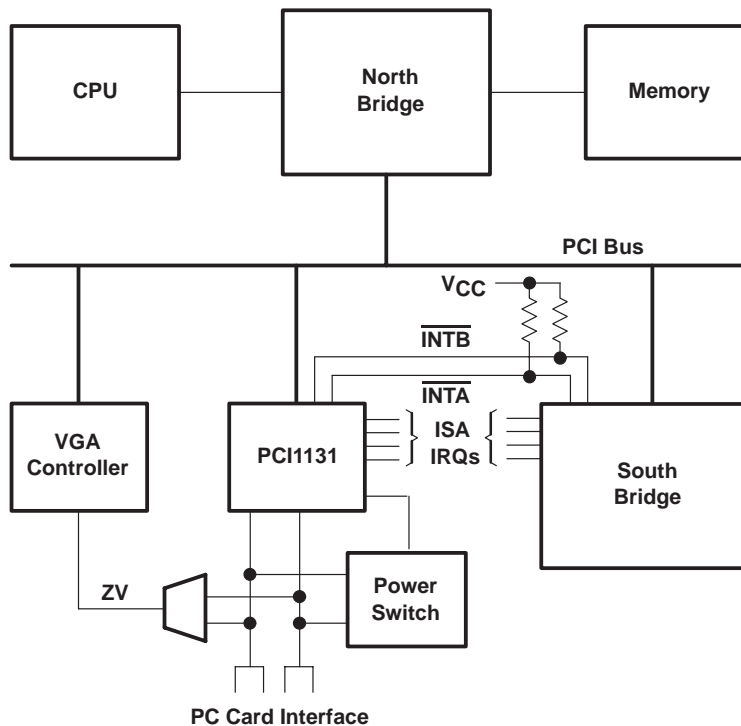 CPU
North
Bridge
Memory
PCI Bus
VCC
INTB
INTA
VGA
Controller
PCI1131
ISA
IRQs
South
Bridge
ZV
Power
Switch
PC Card Interface